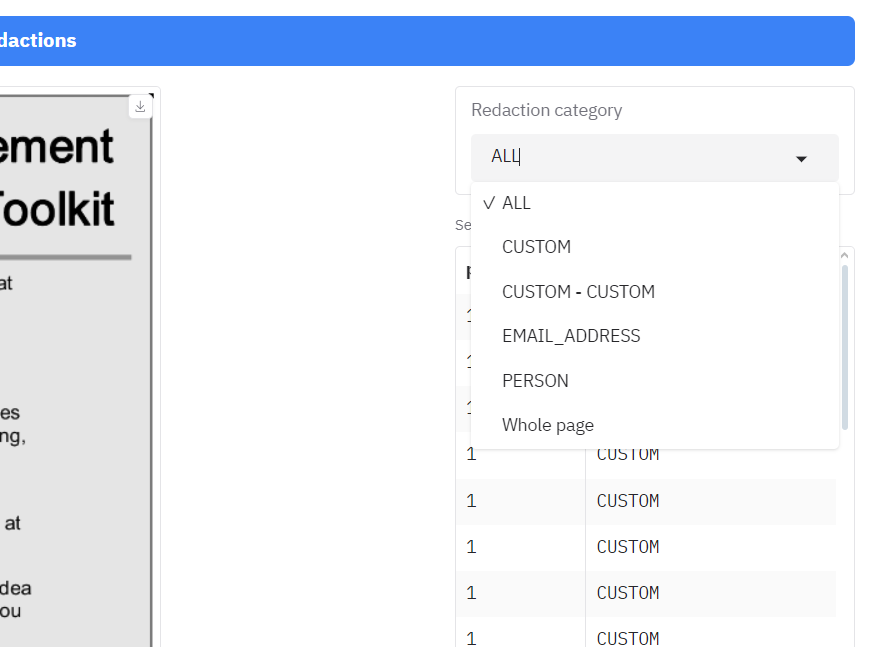 dactions
ement
Toolkit
at
es
ng,
at
dea
ou
Redaction category
ALL
✓ ALL
CUSTOM
CUSTOM - CUSTOM
EMAIL_ADDRESS
PERSON
Whole page
Se
1
1
1
1 CUSTOM
1 CUSTOM
1 CUSTOM
1 CUSTOM
1 CUSTOM